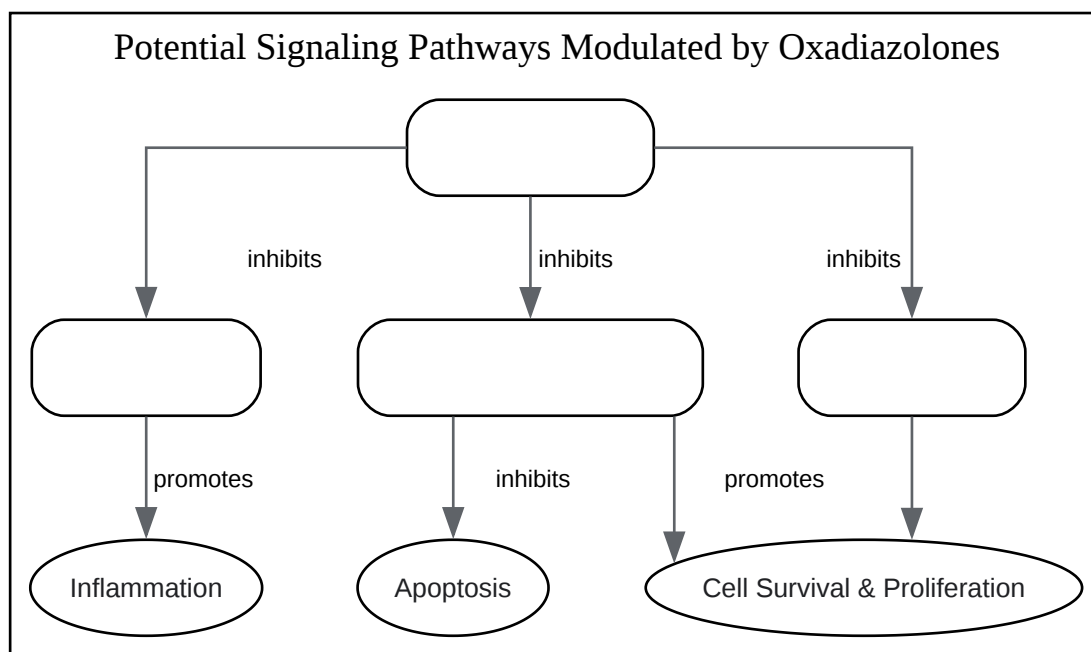 Potential Signaling Pathways Modulated by Oxadiazolones
inhibits
inhibits
inhibits
promotes
inhibits
promotes
Inflammation
Apoptosis
Cell Survival & Proliferation